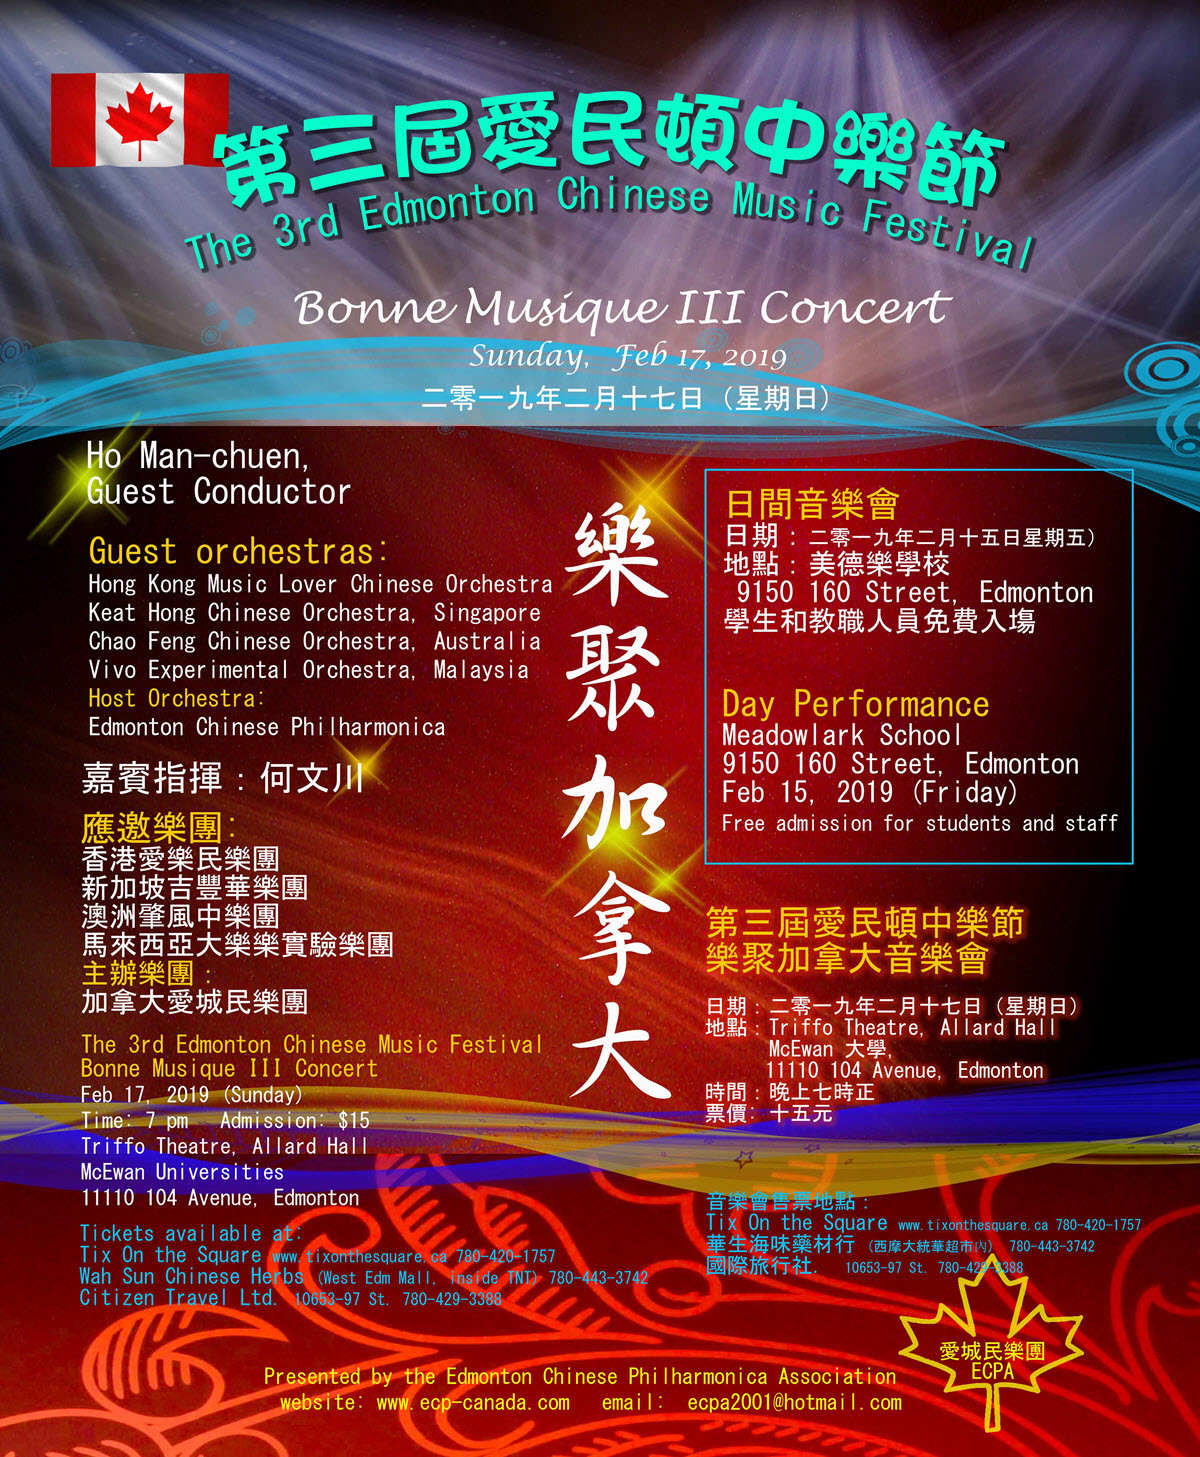 第三屆愛民頓中樂節
The 3rd Edmonton Chinese Music Festival
Bonne Musique III Concert
Sunday, Feb 17, 2019
二零一九年二月十七日 (星期日)
Ho Man-chuen,
Guest Conductor
Guest orchestras:
Hong Kong Music Lover Chinese Orchestra
Keat Hong Chinese Orchestra, Singapore
Chao Feng Chinese Orchestra, Australia
Vivo Experimental Orchestra, Malaysia
Host Orchestra:
Edmonton Chinese Philharmonica
嘉賓指揮：何文川
應邀樂團:
香港愛樂民樂團
新加坡吉豐華樂團
澳洲肇風中樂團
馬來西亞大樂樂實驗樂團
主辦樂團：
加拿大愛城民樂團
The 3rd Edmonton Chinese Music Festival
Bonne Musique III Concert
Feb 17, 2019 (Sunday)
Time: 7 pm Admission: $15
Triffo Theatre, Allard Hall
McEwan Universities
11110 104 Avenue, Edmonton
Tickets available at:
Tix On the Square www.tixonthesquare.ca 780-420-1757
Wah Sun Chinese Herbs (West Edm Mall, inside TNT) 780-443-3742
Citizen Travel Ltd. 10653-97 St. 780-429-3388
樂聚加拿大
日間音樂會
日期：二零一九年二月十五日星期五)
地點：美德樂學校
9150 160 Street, Edmonton
學生和教職人員免費入場
Day Performance
Meadowlark School
9150 160 Street, Edmonton
Feb 15, 2019 (Friday)
Free admission for students and staff
第三屆愛民頓中樂節
樂聚加拿大音樂會
日期：二零一九年二月十七日 (星期日)
地點：Triffo Theatre, Allard Hall
McEwan 大學,
11110 104 Avenue, Edmonton
時間：晚上七時正
票價: 十五元
音樂會售票地點：
Tix On the Square www.tixonthesquare.ca 780-420-1757
華生海味藥材行 (西摩大統華超市內) 780-443-3742
國際旅行社. 10653-97 St. 780-429-3388
愛城民樂團
ECPA
Presented by the Edmonton Chinese Philharmonica Association
website: www.ecp-canada.com email: ecpa2001@hotmail.com